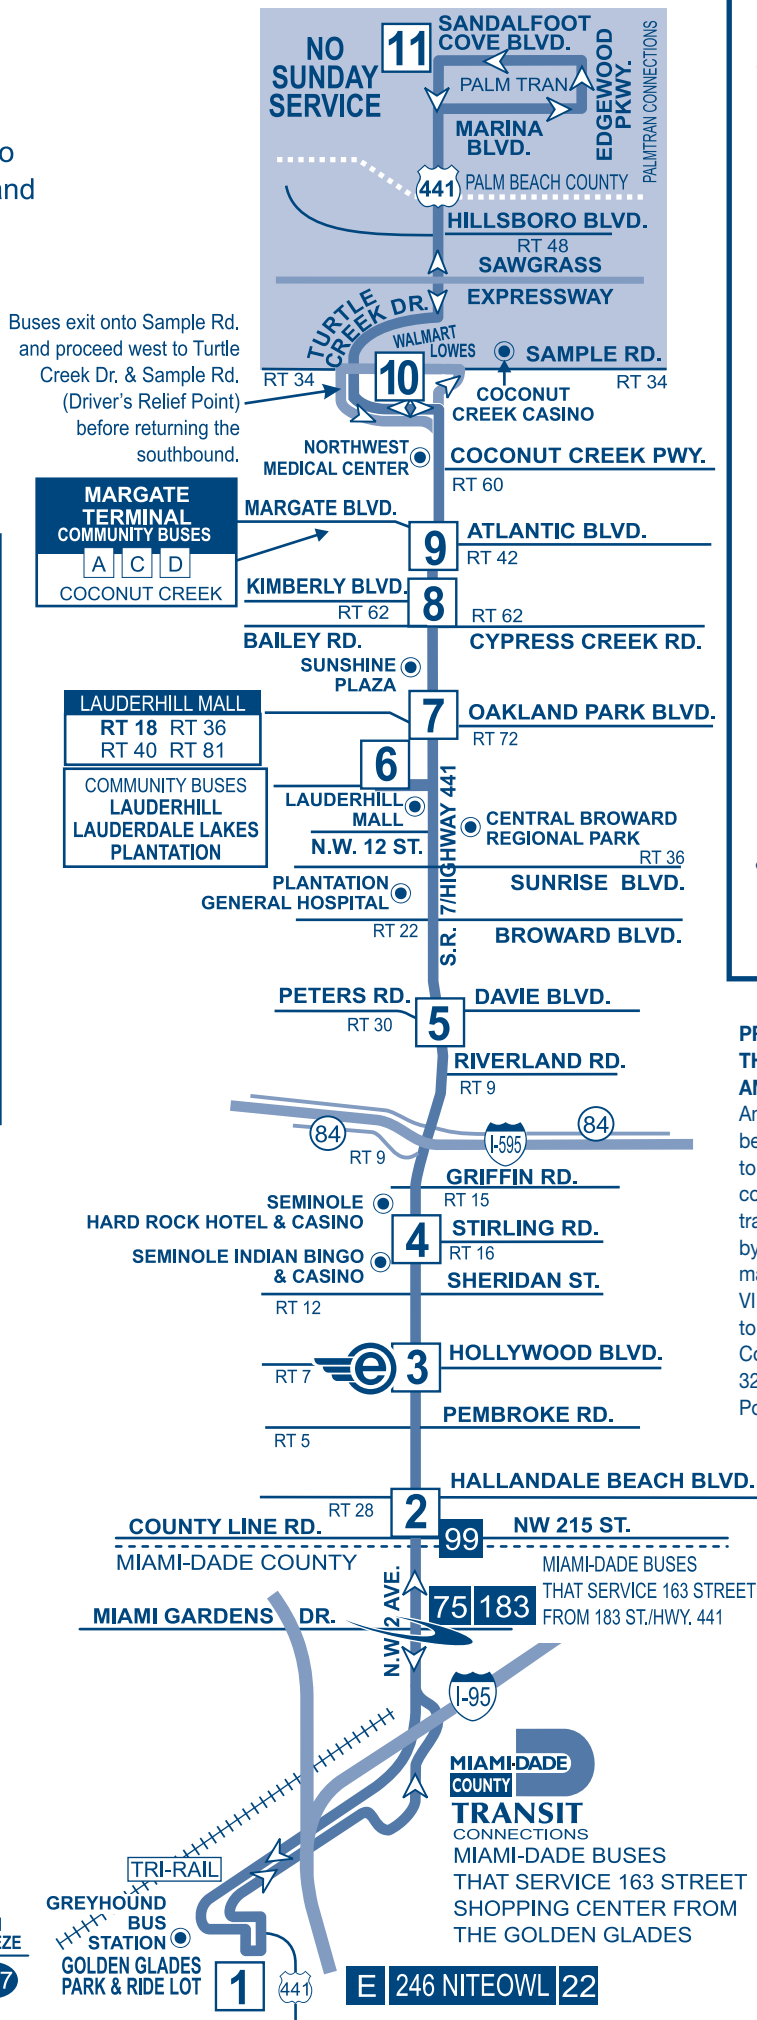 NO
SUNDAY
SERVICE
11
SANDALFOOT
COVE BLVD.
PALM TRAN
EDGEWOOD
PKWY.
PALMTRAN CONNECTIONS
MARINA
BLVD.
441
PALM BEACH COUNTY
HILLSBORO BLVD.
RT 48
SAWGRASS
EXPRESSWAY
and
Buses exit onto Sample Rd.
and proceed west to Turtle
Creek Dr. & Sample Rd.
(Driver's Relief Point)
before returning the
southbound.
TURTLE
CREEK DR.
WALMART
LOWES
10
SAMPLE RD.
RT 34
RT 34
COCONUT
CREEK CASINO
NORTHWEST
MEDICAL CENTER
COCONUT CREEK PWY.
RT 60
MARGATE
TERMINAL
COMMUNITY BUSES
A C D
COCONUT CREEK
MARGATE BLVD.
9
ATLANTIC BLVD.
RT 42
KIMBERLY BLVD.
RT 62
8
RT 62
BAILEY RD.
CYPRESS CREEK RD.
SUNSHINE
PLAZA
LAUDERHILL MALL
RT 18 RT 36
RT 40 RT 81
COMMUNITY BUSES
LAUDERHILL
LAUDERDALE LAKES
PLANTATION
7
OAKLAND PARK BLVD.
RT 72
6
LAUDERHILL
MALL
S.R. 7/HIGHWAY 441
CENTRAL BROWARD
REGIONAL PARK
N.W. 12 ST.
RT 36
SUNRISE BLVD.
PLANTATION
GENERAL HOSPITAL
RT 22
BROWARD BLVD.
PETERS RD.
RT 30
5
DAVIE BLVD.
RIVERLAND RD.
RT 9
84
RT 9
I-595
84
GRIFFIN RD.
RT 15
SEMINOLE
HARD ROCK HOTEL & CASINO
4
STIRLING RD.
RT 16
SEMINOLE INDIAN BINGO
& CASINO
SHERIDAN ST.
RT 12
RT 7
e
3
HOLLYWOOD BLVD.
PEMBROKE RD.
RT 5
HALLANDALE BEACH BLVD.
RT 28
2
COUNTY LINE RD.
NW 215 ST.
99
MIAMI-DADE COUNTY
MIAMI-DADE BUSES
THAT SERVICE 163 STREET
FROM 183 ST./HWY. 441
N.W. 2 AVE.
75 183
MIAMI GARDENS DR.
I-95
MIAMI-DADE
COUNTY
TRANSIT
CONNECTIONS
MIAMI-DADE BUSES
THAT SERVICE 163 STREET
SHOPPING CENTER FROM
THE GOLDEN GLADES
TRI-RAIL
GREYHOUND
BUS
STATION
GOLDEN GLADES
PARK & RIDE LOT
1
441
E 246 NITEOWL 22